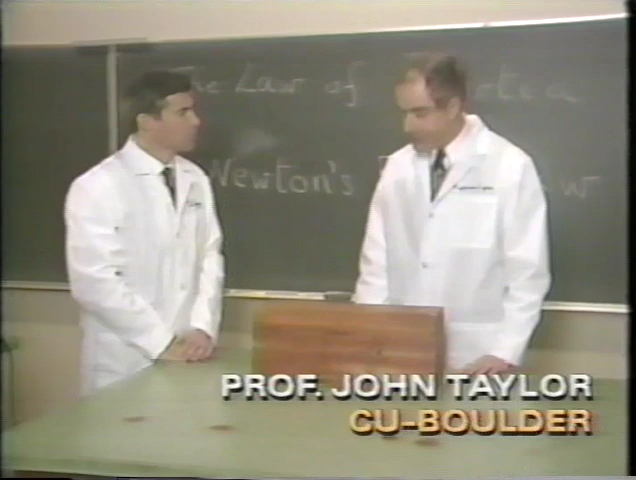 The Law of
Newton's
PROF. JOHN TAYLOR
CU-BOULDER